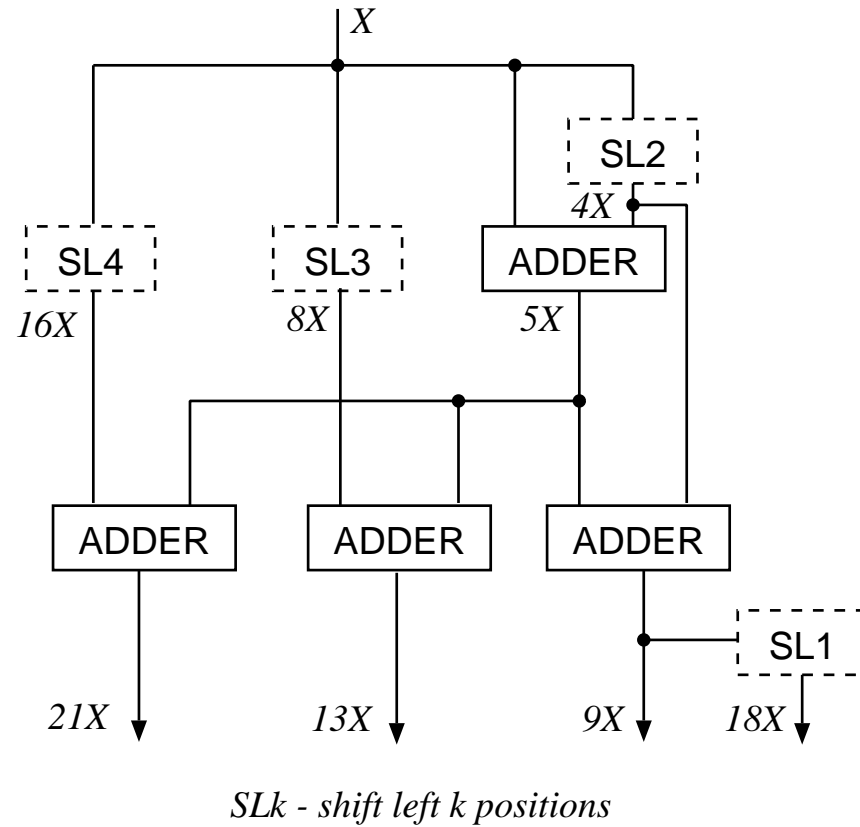 X
SL2
4X
SL4
SL3
ADDER
16X
8X
5X
ADDER
ADDER
ADDER
SL1
21X
13X
9X
18X
SLk - shift left k positions